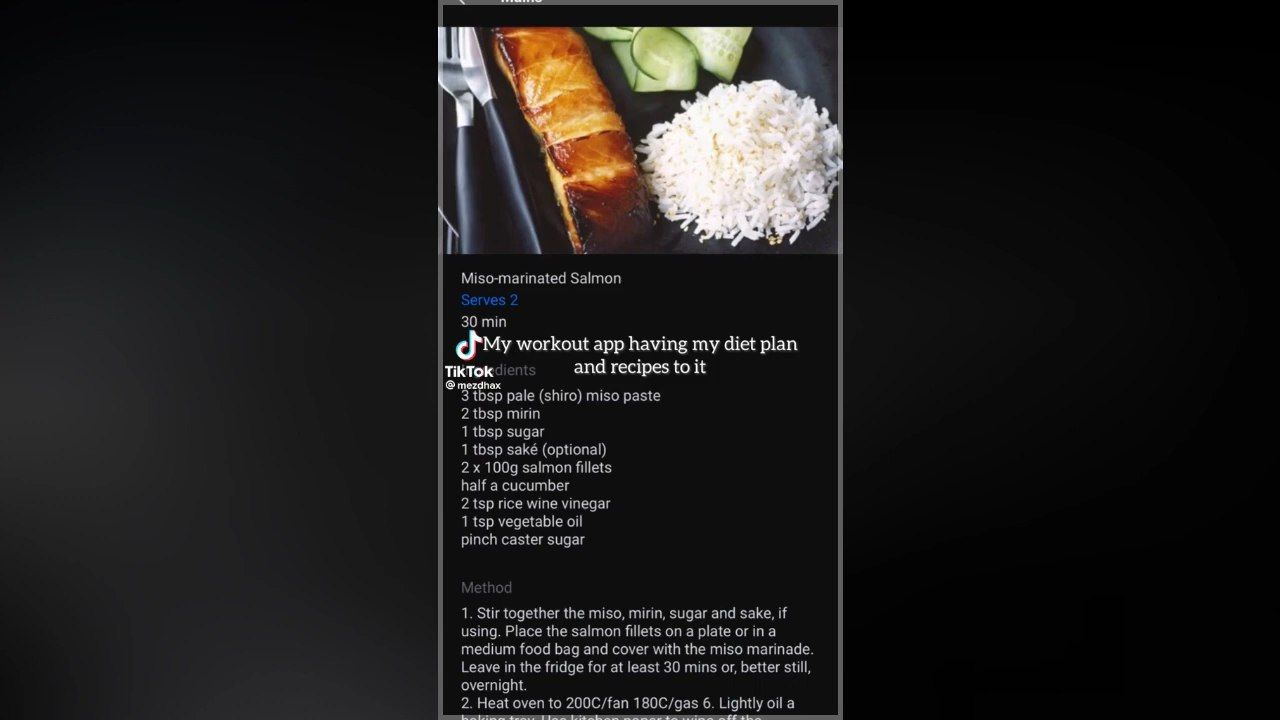 Miso-marinated Salmon
Serves 2
30 min
My workout app having my diet plan
and recipes to it
TikTok
@mezdhax
3 tbsp pale (shiro) miso paste
2 tbsp mirin
1 tbsp sugar
1 tbsp saké (optional)
2 x 100g salmon fillets
half a cucumber
2 tsp rice wine vinegar
1 tsp vegetable oil
pinch caster sugar
Method
1. Stir together the miso, mirin, sugar and sake, if
using. Place the salmon fillets on a plate or in a
medium food bag and cover with the miso marinade.
Leave in the fridge for at least 30 mins or, better still,
overnight.
2. Heat oven to 200C/fan 180C/gas 6. Lightly oil a